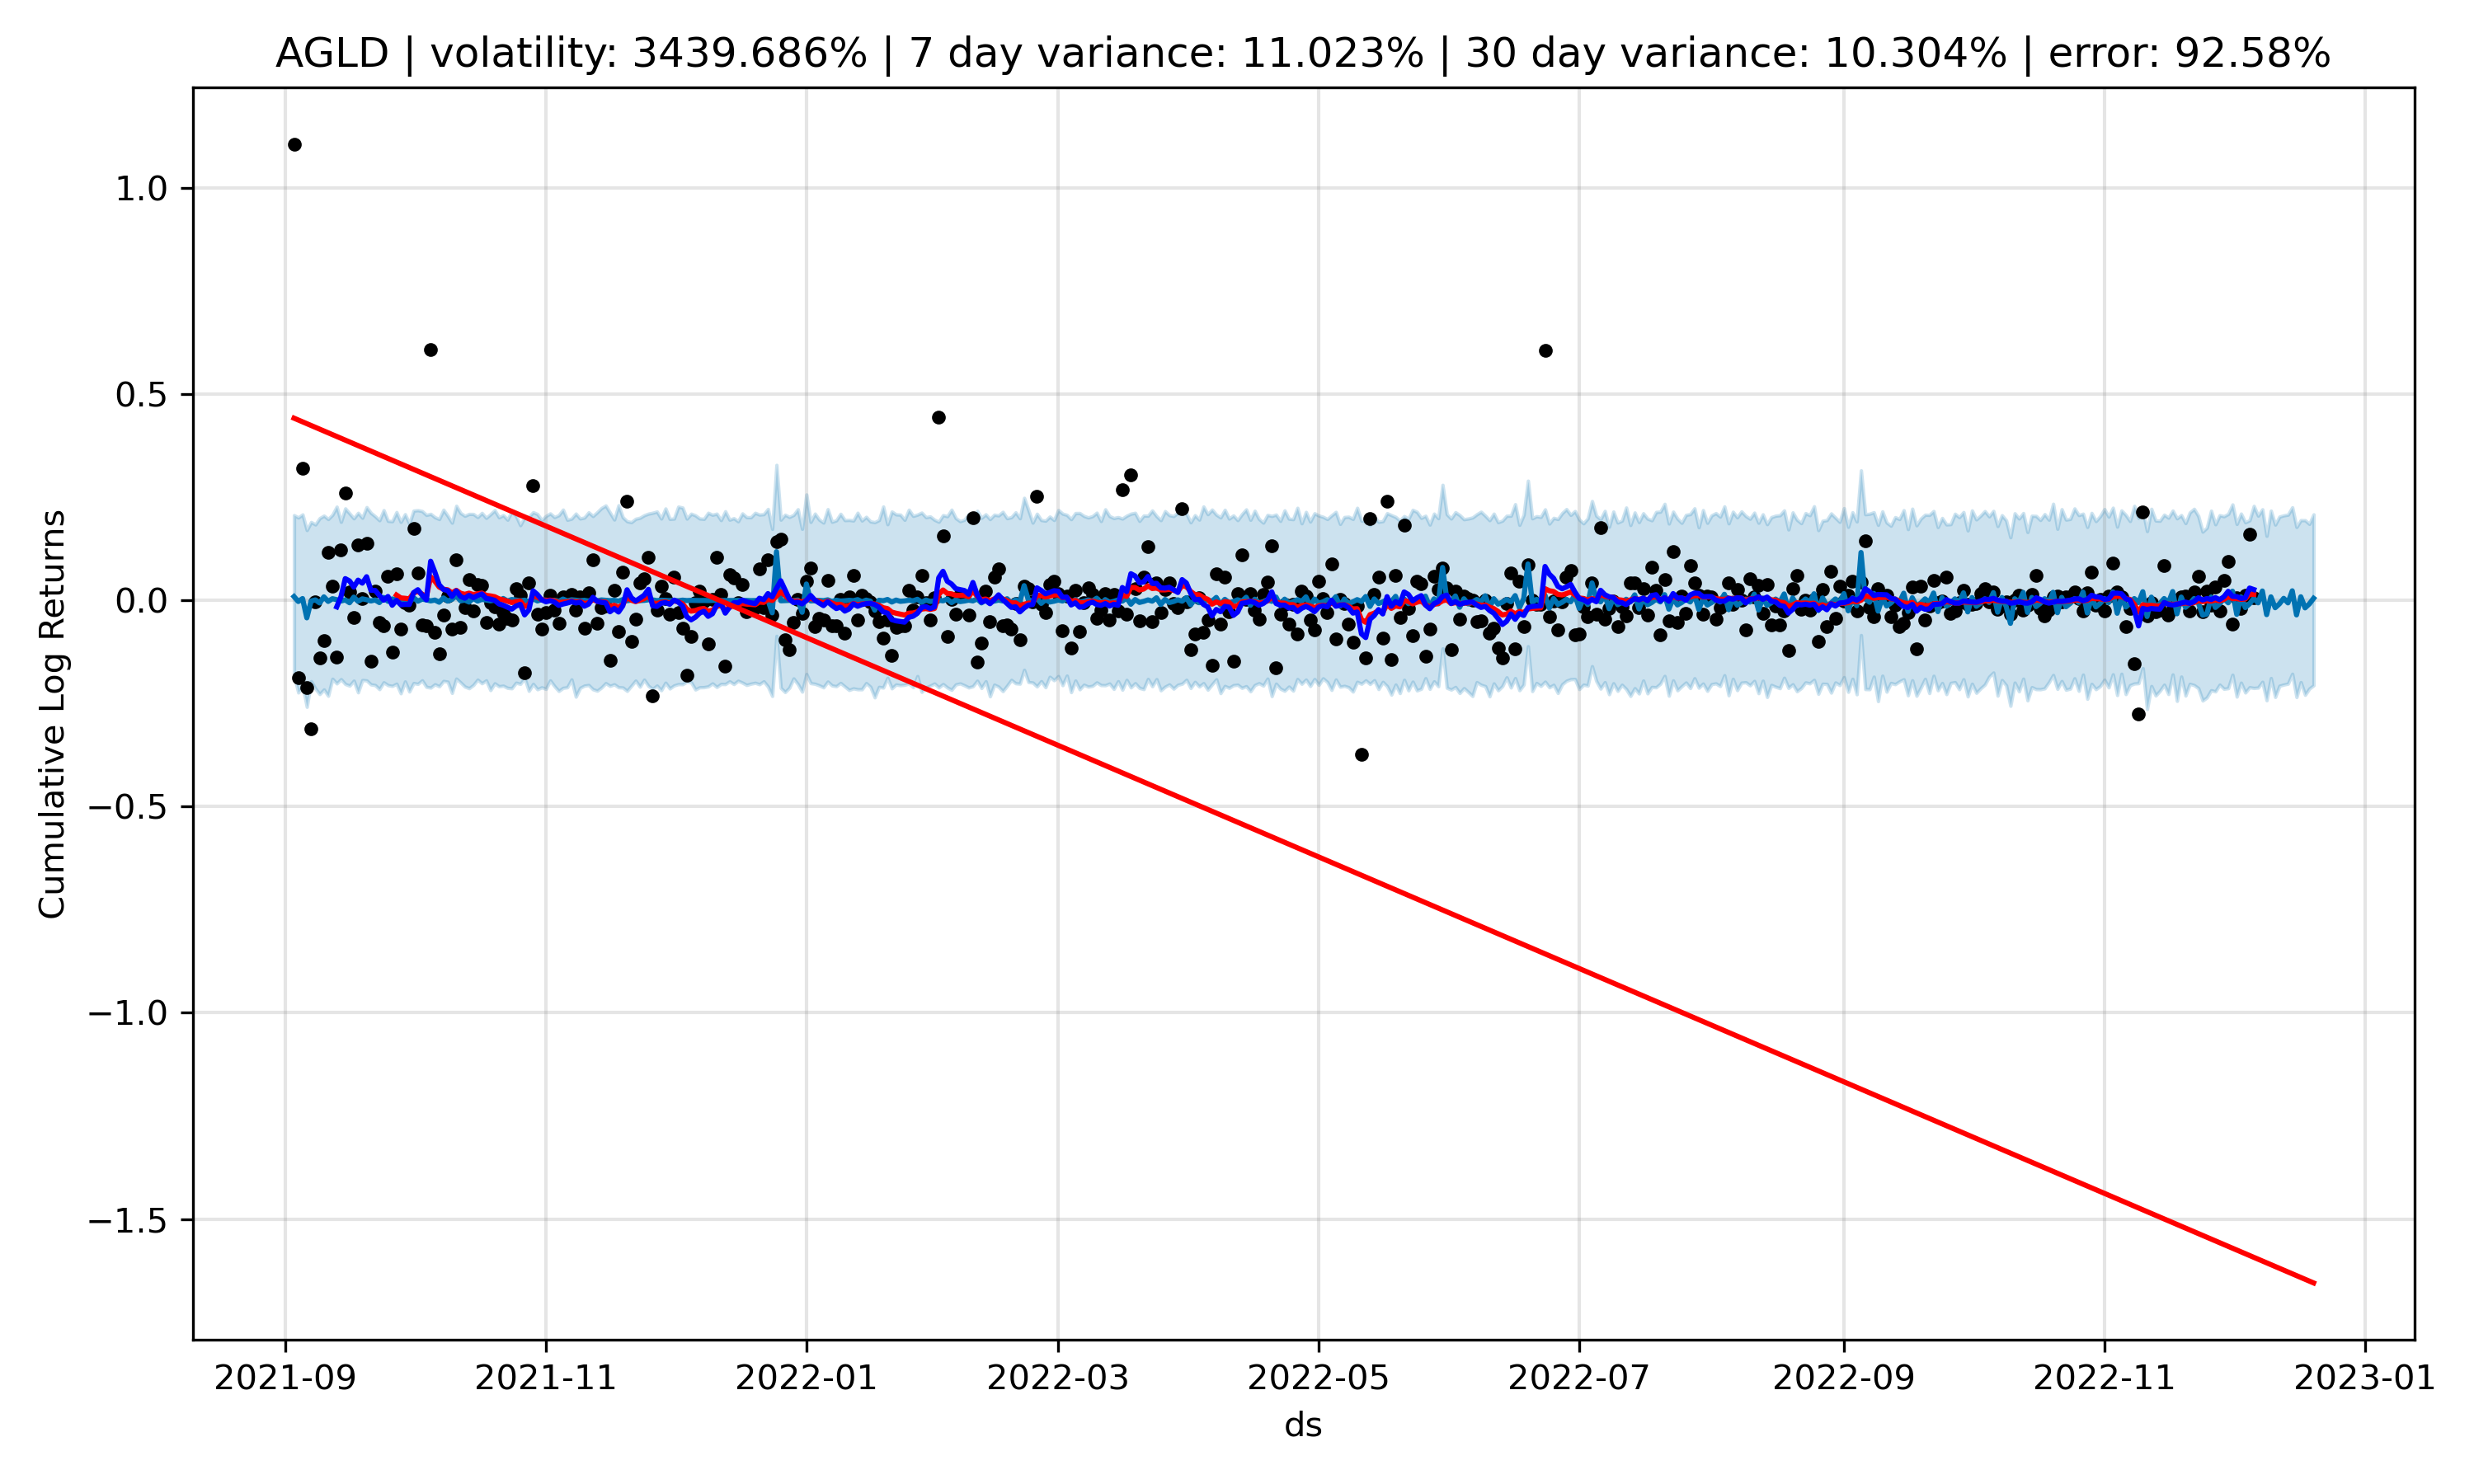 AGLD | volatility: 3439.686% | 7 day variance: 11.023% | 30 day variance: 10.304% | error: 92.58%
Cumulative Log Returns
1.0
0.5
0.0
−0.5
−1.0
−1.5
2021-09 2021-11 2022-01 2022-03 2022-05 2022-07 2022-09 2022-11 2023-01
ds